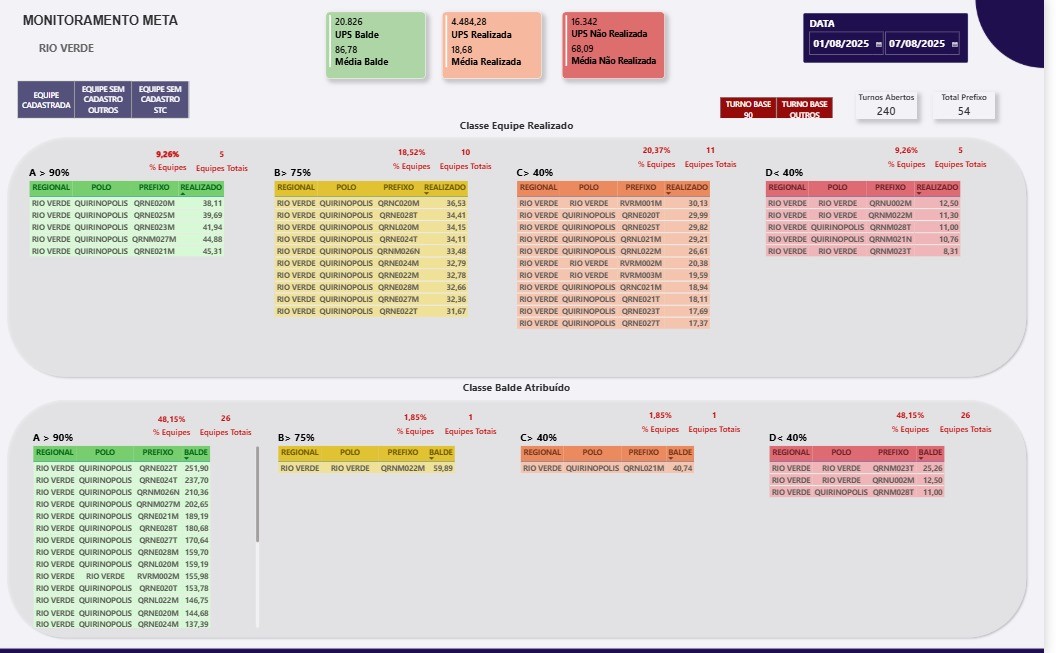 MONITORAMENTO META
RIO VERDE
20.826
UPS Balde
86,78
Média Balde
4.484,28
UPS Realizada
18,68
Média Realizada
16.342
UPS Não Realizada
68,09
Média Não Realizada
DATA
01/08/2025 07/08/2025
EQUIPE CADASTRADA
EQUIPE SEM CADASTRO OUTROS
EQUIPE SEM CADASTRO STC
TURNO BASE 90
TURNO BASE OUTROS
Turnos Abertos
240
Total Prefixo
54
Classe Equipe Realizado
9,26% 5
% Equipes Equipes Totais
A > 90%
REGIONAL POLO PREFIXO REALIZADO
RIO VERDE QUIRINOPOLIS QRNE020M 38,11
RIO VERDE QUIRINOPOLIS QRNE025M 39,69
RIO VERDE QUIRINOPOLIS QRNE023M 41,94
RIO VERDE QUIRINOPOLIS QRNM027M 44,88
RIO VERDE QUIRINOPOLIS QRNE021M 45,31
18,52% 10
% Equipes Equipes Totais
B> 75%
REGIONAL POLO PREFIXO REALIZADO
RIO VERDE QUIRINOPOLIS QRNC020M 36,53
RIO VERDE QUIRINOPOLIS QRNE028T 34,41
RIO VERDE QUIRINOPOLIS QRNL020M 34,15
RIO VERDE QUIRINOPOLIS QRNE024T 34,11
RIO VERDE QUIRINOPOLIS QRNM026N 33,48
RIO VERDE QUIRINOPOLIS QRNE024M 32,79
RIO VERDE QUIRINOPOLIS QRNE022M 32,78
RIO VERDE QUIRINOPOLIS QRNE028M 32,66
RIO VERDE QUIRINOPOLIS QRNE027M 32,36
RIO VERDE QUIRINOPOLIS QRNE022T 31,67
20,37% 11
% Equipes Equipes Totais
C> 40%
REGIONAL POLO PREFIXO REALIZADO
RIO VERDE RIO VERDE RVRM001M 30,13
RIO VERDE QUIRINOPOLIS QRNE020T 29,99
RIO VERDE QUIRINOPOLIS QRNE025T 29,82
RIO VERDE QUIRINOPOLIS QRNL021M 29,21
RIO VERDE QUIRINOPOLIS QRNL022M 26,61
RIO VERDE RIO VERDE RVRM002M 20,38
RIO VERDE RIO VERDE RVRM003M 19,59
RIO VERDE QUIRINOPOLIS QRNC021M 18,94
RIO VERDE QUIRINOPOLIS QRNE021T 18,11
RIO VERDE QUIRINOPOLIS QRNE023T 17,69
RIO VERDE QUIRINOPOLIS QRNE027T 17,37
9,26% 5
% Equipes Equipes Totais
D< 40%
REGIONAL POLO PREFIXO REALIZADO
RIO VERDE RIO VERDE QRNU002M 12,50
RIO VERDE RIO VERDE QRNM022M 11,30
RIO VERDE QUIRINOPOLIS QRNM028T 11,00
RIO VERDE QUIRINOPOLIS QRNM021N 10,76
RIO VERDE RIO VERDE QRNM023T 8,31
Classe Balde Atribuído
48,15% 26
% Equipes Equipes Totais
A > 90%
REGIONAL POLO PREFIXO BALDE
RIO VERDE QUIRINOPOLIS QRNE022T 251,90
RIO VERDE QUIRINOPOLIS QRNE024T 237,70
RIO VERDE QUIRINOPOLIS QRNM026N 210,36
RIO VERDE QUIRINOPOLIS QRNM027M 202,65
RIO VERDE QUIRINOPOLIS QRNE021M 189,19
RIO VERDE QUIRINOPOLIS QRNE028T 180,68
RIO VERDE QUIRINOPOLIS QRNE027T 170,64
RIO VERDE QUIRINOPOLIS QRNE028M 159,70
RIO VERDE QUIRINOPOLIS QRNL020M 159,19
RIO VERDE RIO VERDE RVRM002M 155,98
RIO VERDE QUIRINOPOLIS QRNE020T 153,78
RIO VERDE QUIRINOPOLIS QRNL022M 146,75
RIO VERDE QUIRINOPOLIS QRNE020M 144,68
RIO VERDE QUIRINOPOLIS QRNE024M 137,39
1,85% 1
% Equipes Equipes Totais
B> 75%
REGIONAL POLO PREFIXO BALDE
RIO VERDE RIO VERDE QRNM022M 59,89
1,85% 1
% Equipes Equipes Totais
C> 40%
REGIONAL POLO PREFIXO BALDE
RIO VERDE QUIRINOPOLIS QRNL021M 40,74
48,15% 26
% Equipes Equipes Totais
D< 40%
REGIONAL POLO PREFIXO BALDE
RIO VERDE RIO VERDE QRNM023T 25,26
RIO VERDE RIO VERDE QRNU002M 12,50
RIO VERDE QUIRINOPOLIS QRNM028T 11,00